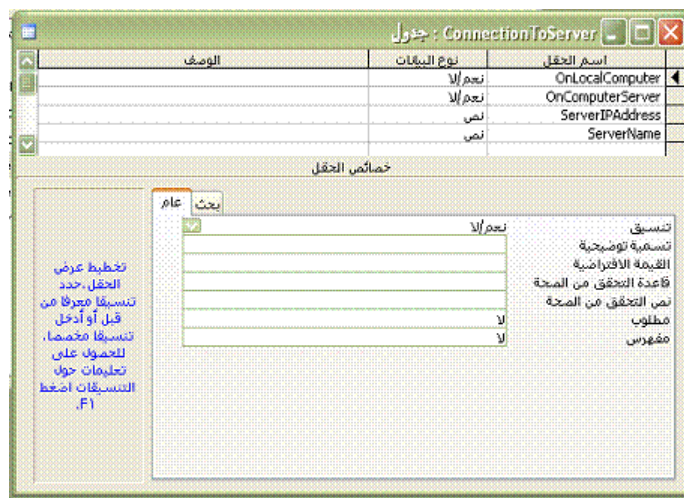 ConnectionToServer : جدول
اسم الحقل نوع البيانات الوصف
OnLocalComputer نعم/لا
OnComputerServer نعم/لا
ServerIPAddress نص
ServerName نص
خصائص الحقل
عام بحث
تنسيق نعم/لا
تسمية توضيحية
القيمة الافتراضية
قاعدة التحقق من الصحة
نص التحقق من الصحة
مطلوب لا
مفهرس لا
تخطيط عرض
الحقل.حدد
تنسيقا معرفا من
قبل أو أدخل
تنسيقا مخصصا.
للحصول على
تعليمات حول
التنسيقات اضغط
F1.